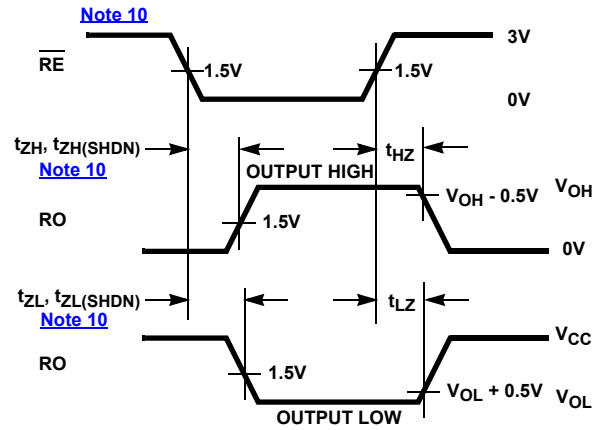 Note 10
RE
1.5V
1.5V
3V
0V
tZH, tZH(SHDN)
Note 10
OUTPUT HIGH
tHZ
RO
1.5V
VOH - 0.5V
VOH
0V
tZL, tZL(SHDN)
Note 10
tLZ
RO
1.5V
OUTPUT LOW
VCC
VOL + 0.5V
VOL